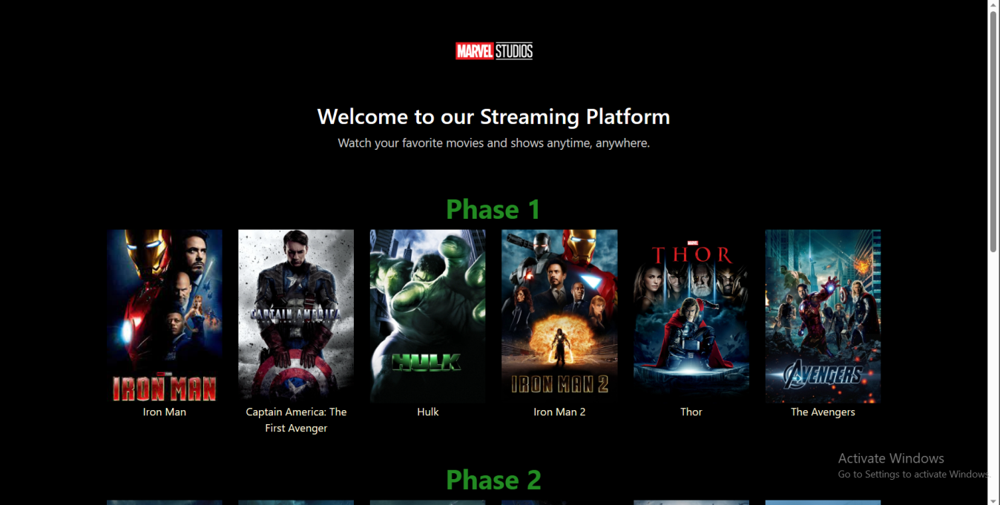 MARVEL STUDIOS
Welcome to our Streaming Platform
Watch your favorite movies and shows anytime, anywhere.
Phase 1
IRON MAN
CAPTAIN AMERICA
HULK
IRON MAN 2
MARVEL
THOR
AVENGERS
Iron Man
Captain America: The
First Avenger
Hulk
Iron Man 2
Thor
The Avengers
Activate Windows
Go to Settings to activate Windows.
Phase 2